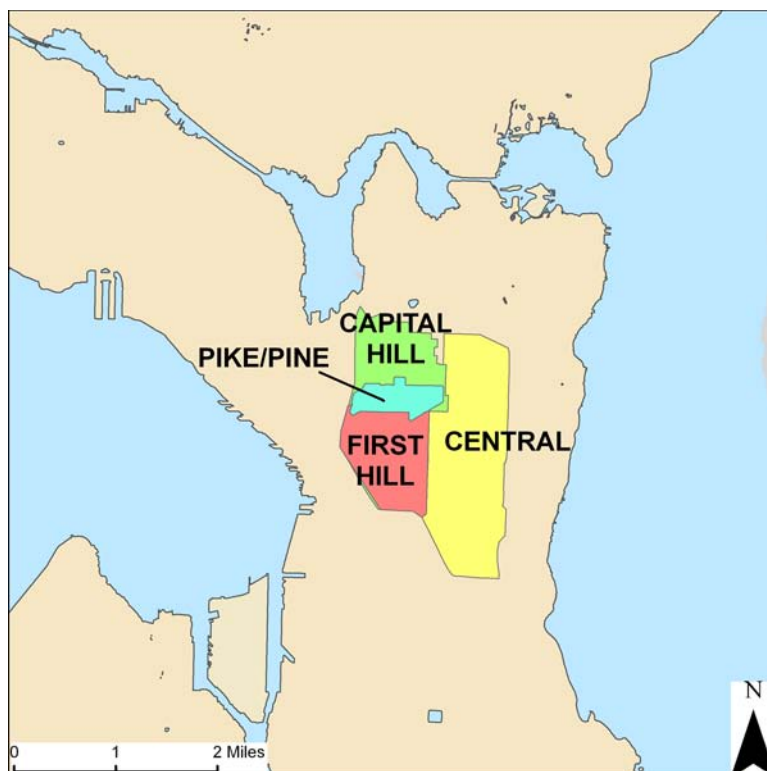 CAPITAL
HILL
PIKE/PINE
FIRST
HILL
CENTRAL
N
0 1 2 Miles